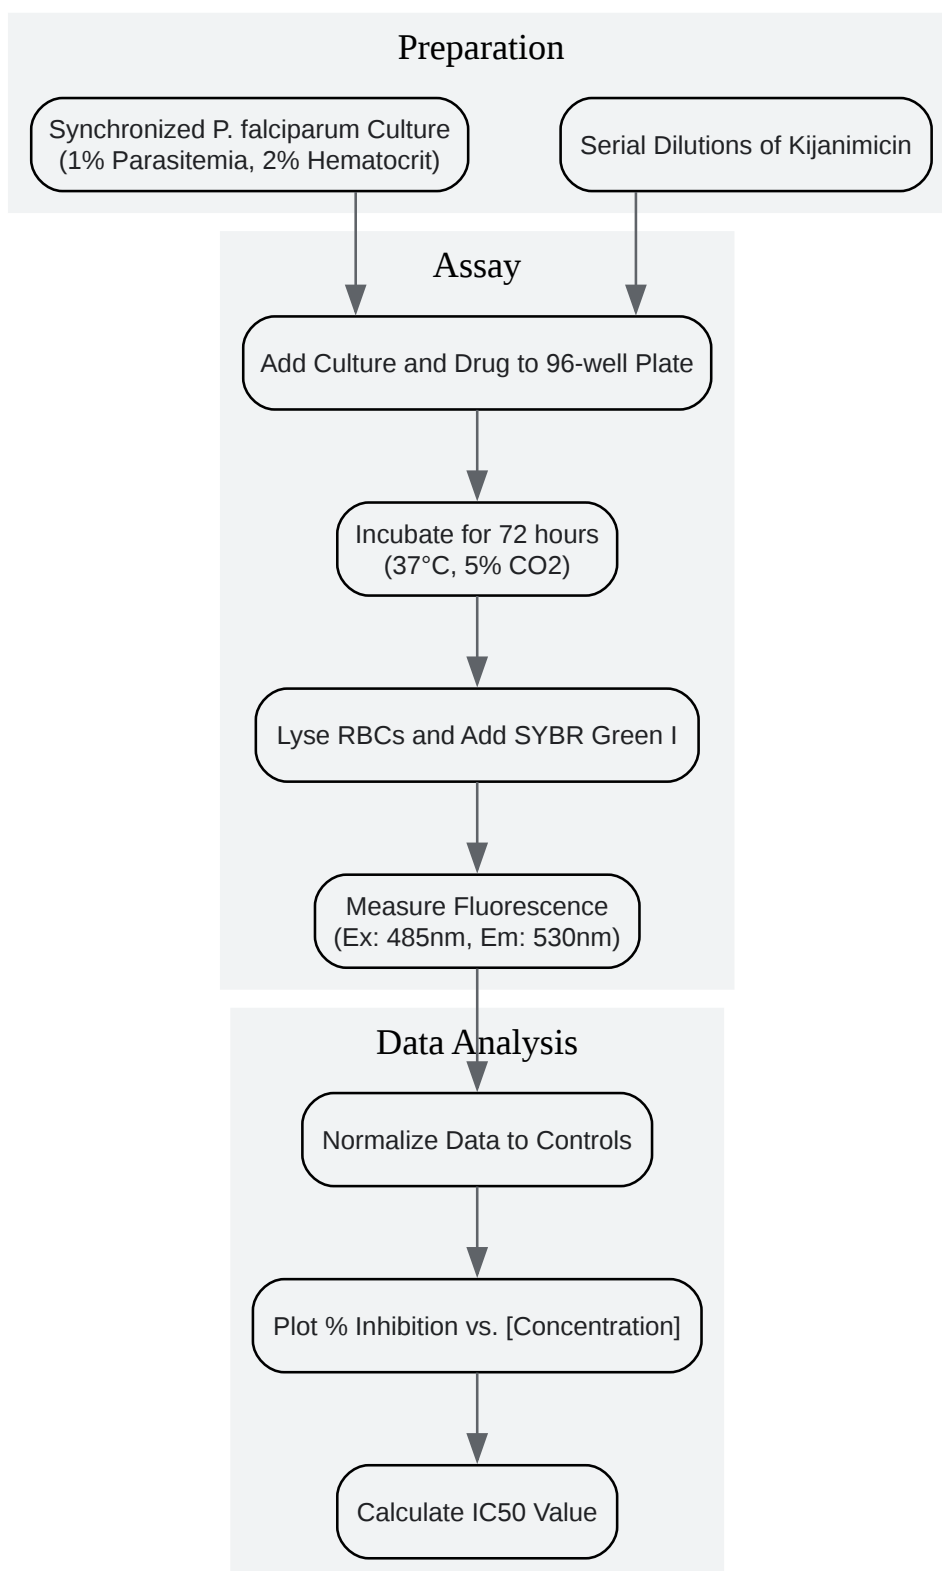 Preparation
Synchronized P. falciparum Culture
(1% Parasitemia, 2% Hematocrit)
Serial Dilutions of Kijanimicin
Assay
Add Culture and Drug to 96-well Plate
Incubate for 72 hours
(37°C, 5% CO2)
Lyse RBCs and Add SYBR Green I
Measure Fluorescence
(Ex: 485nm, Em: 530nm)
Data Analysis
Normalize Data to Controls
Plot % Inhibition vs. [Concentration]
Calculate IC50 Value